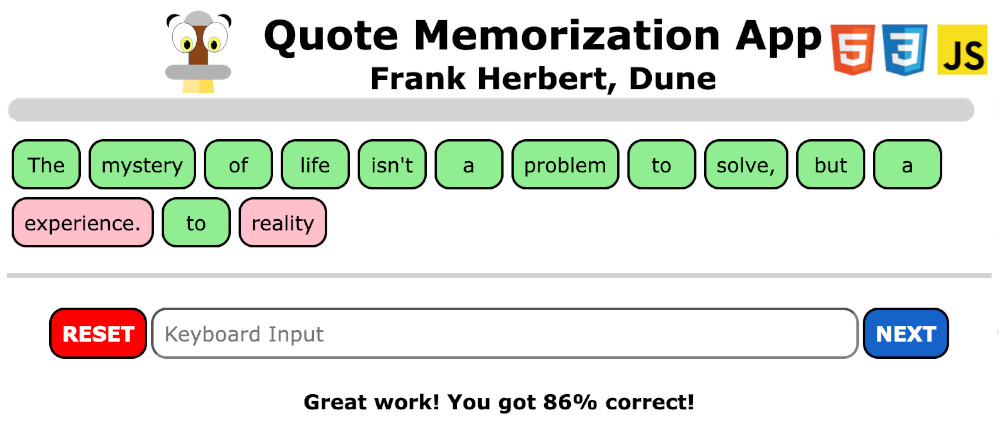 Quote Memorization App
5 3 JS
Frank Herbert, Dune
The mystery of life isn't a problem to solve, but a
experience. to reality
RESET Keyboard Input NEXT
Great work! You got 86% correct!